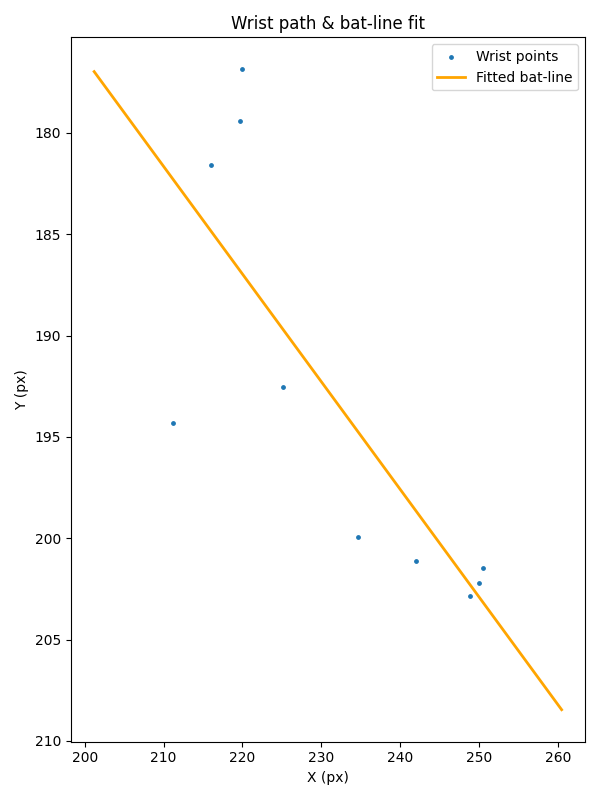 Wrist path & bat-line fit
Wrist points
Fitted bat-line
180
185
190
195
200
205
210
Y (px)
200
210
220
230
240
250
260
X (px)